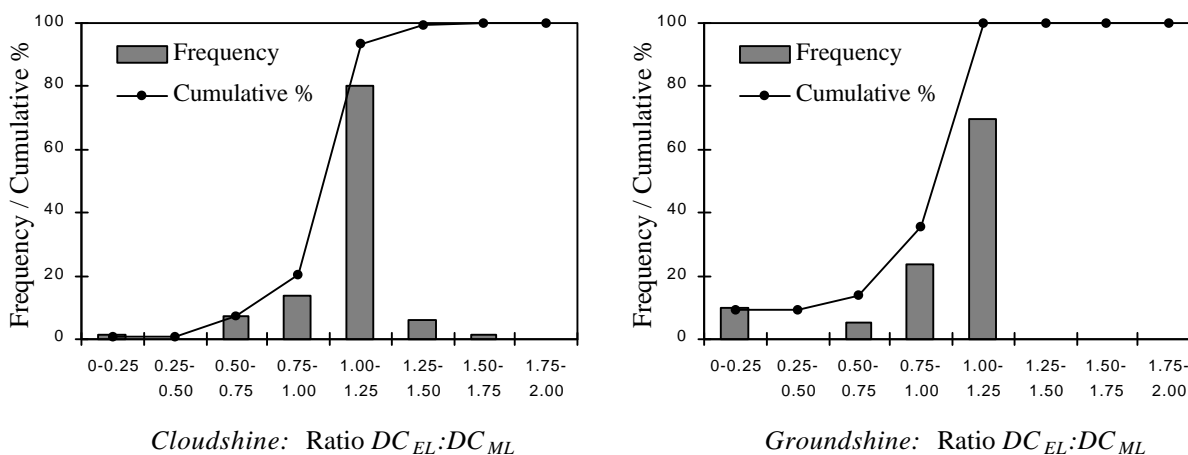 Frequency / Cumulative %
100
80
60
40
20
0
Frequency
Cumulative %
0-0.25 0.25-0.50 0.50-0.75 0.75-1.00 1.00-1.25 1.25-1.50 1.50-1.75 1.75-2.00
Cloudshine: Ratio DC_EL:DC_ML
Frequency / Cumulative %
100
80
60
40
20
0
Frequency
Cumulative %
0-0.25 0.25-0.50 0.50-0.75 0.75-1.00 1.00-1.25 1.25-1.50 1.50-1.75 1.75-2.00
Groundshine: Ratio DC_EL:DC_ML